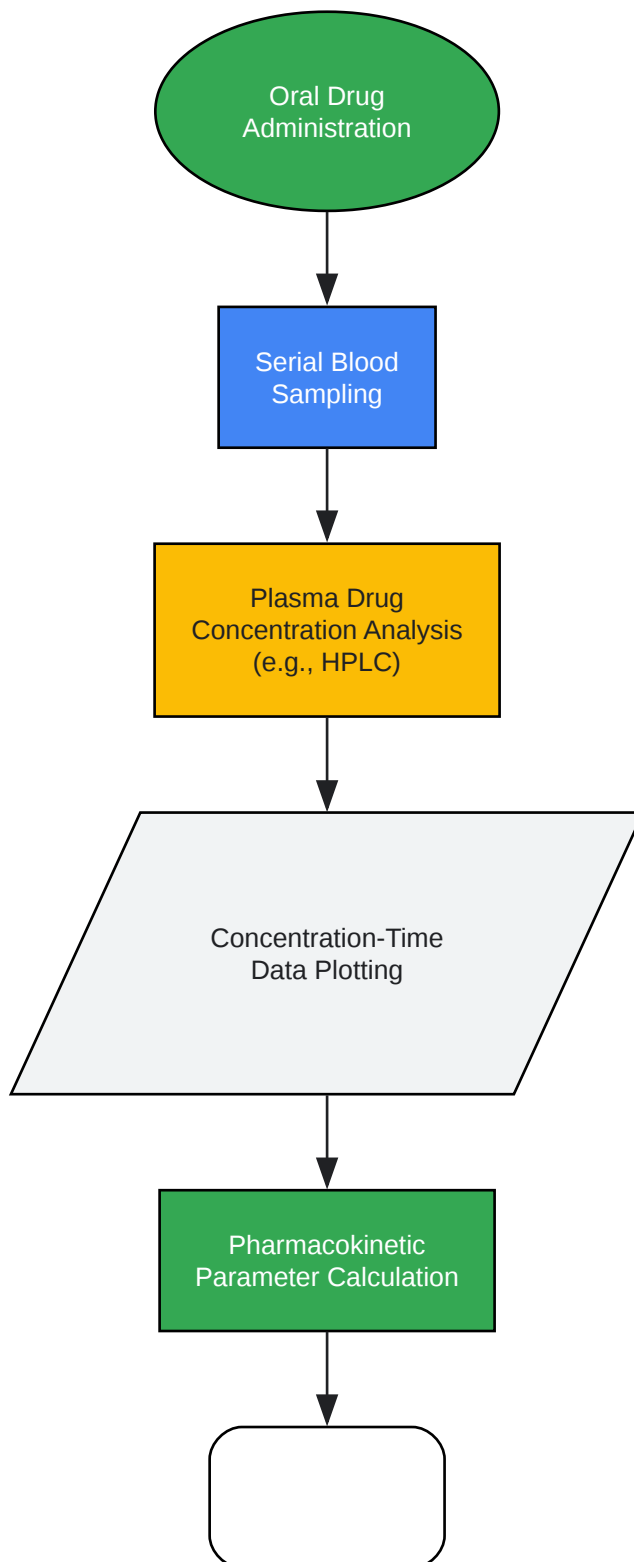 Oral Drug
Administration
Serial Blood
Sampling
Plasma Drug
Concentration Analysis
(e.g., HPLC)
Concentration-Time
Data Plotting
Pharmacokinetic
Parameter Calculation